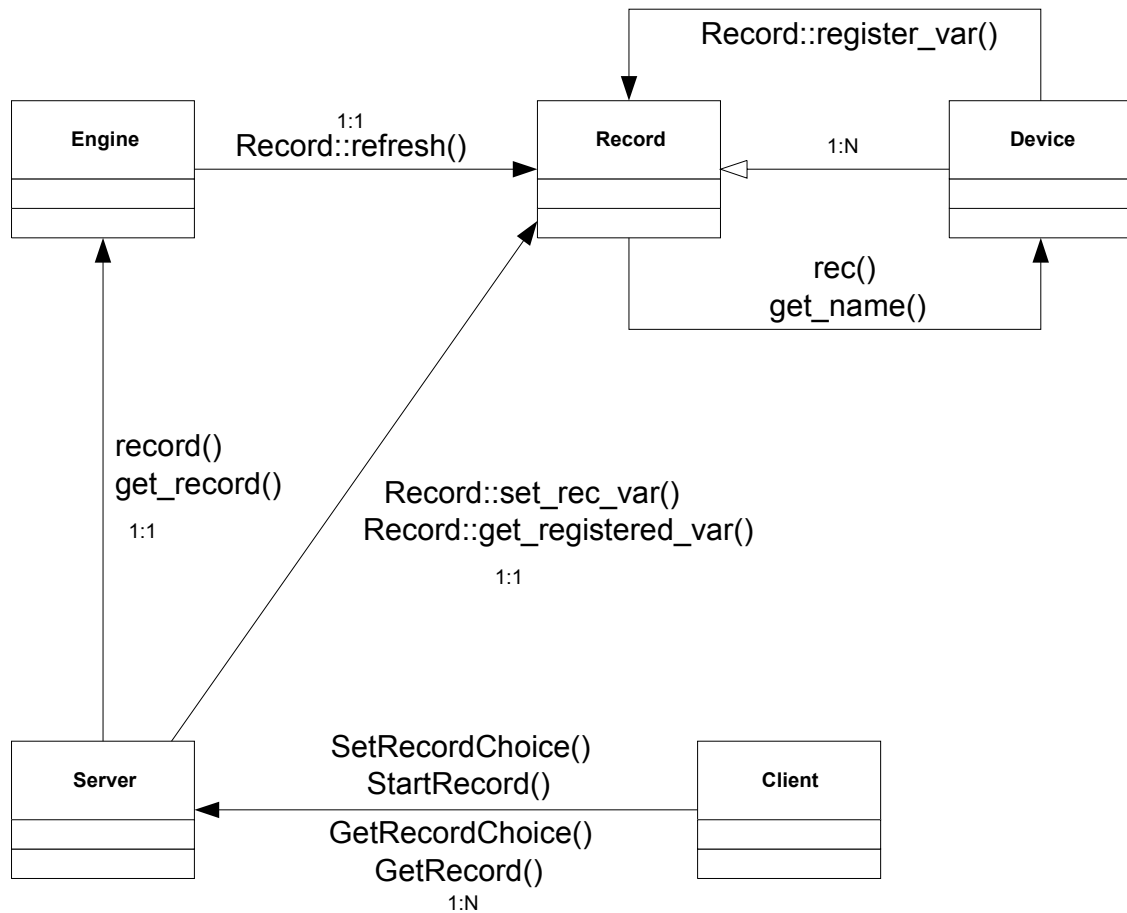 Record::register_var()
Engine
1:1
Record::refresh()
Record
1:N
Device
rec()
get_name()
record()
get_record()
1:1
Record::set_rec_var()
Record::get_registered_var()
1:1
Server
SetRecordChoice()
StartRecord()
GetRecordChoice()
GetRecord()
1:N
Client